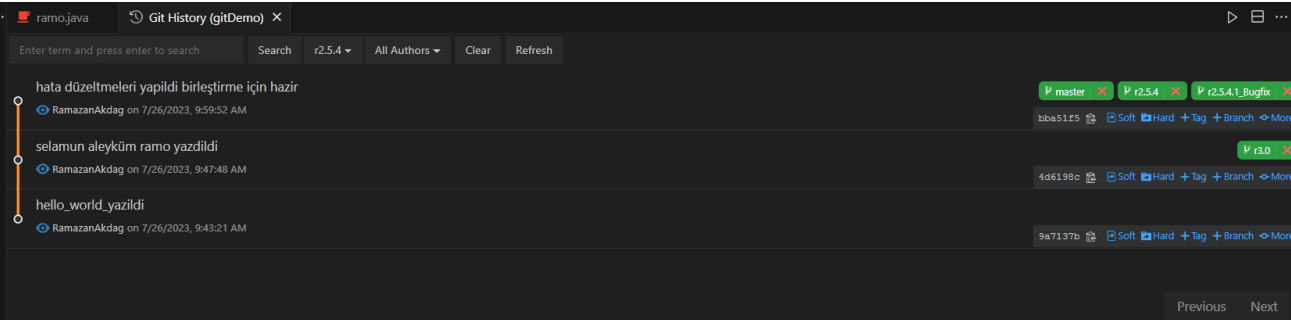 ramo.java Git History (gitDemo)
Enter term and press enter to search Search r2.5.4 All Authors Clear Refresh
hata düzeltmeleri yapildi birleştirme için hazir
master r2.5.4 r2.5.4.1_Bugfix
RamazanAkdag on 7/26/2023, 9:59:52 AM
bba51f5 Soft Hard +Tag +Branch More
selamun aleyküm ramo yazdildi
r3.0
RamazanAkdag on 7/26/2023, 9:47:48 AM
4d6198c Soft Hard +Tag +Branch More
hello_world_yazildi
RamazanAkdag on 7/26/2023, 9:43:21 AM
9a7137b Soft Hard +Tag +Branch More
Previous Next